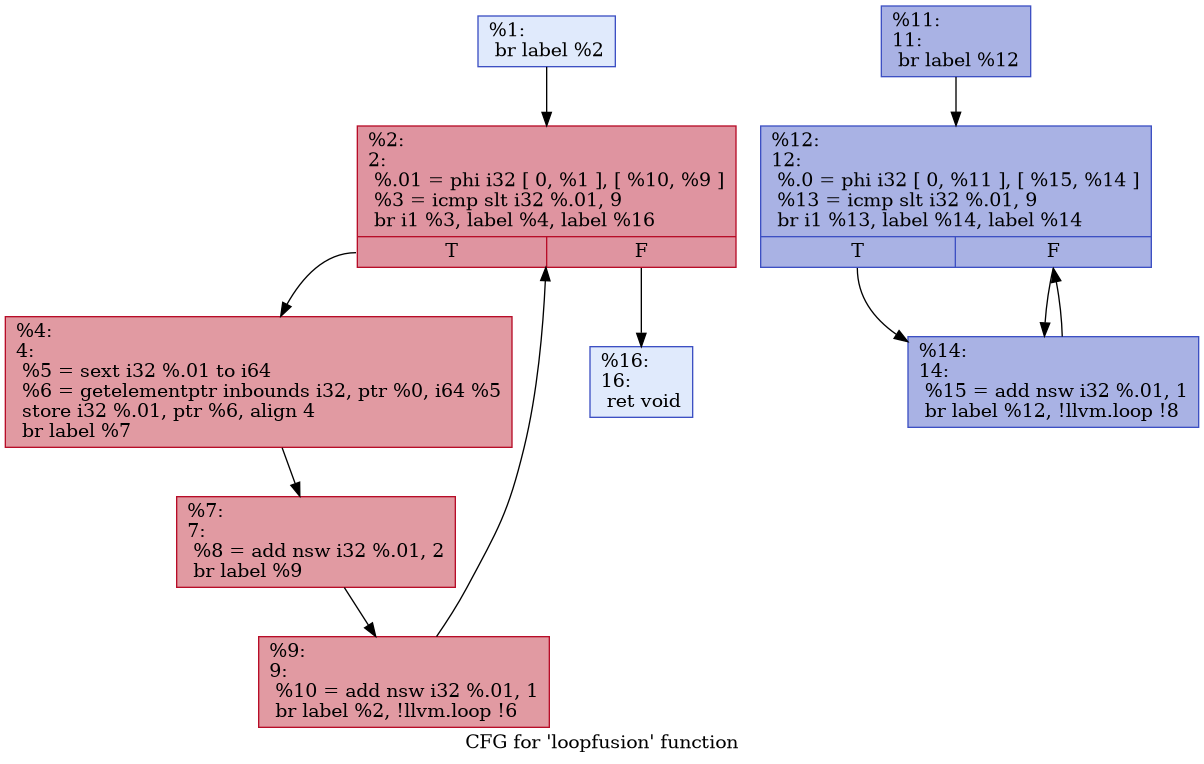 %1:
br label %2
%11:
11:
br label %12
%2:
2:
%.01 = phi i32 [ 0, %1 ], [ %10, %9 ]
%3 = icmp slt i32 %.01, 9
br i1 %3, label %4, label %16
T
F
%12:
12:
%.0 = phi i32 [ 0, %11 ], [ %15, %14 ]
%13 = icmp slt i32 %.01, 9
br i1 %13, label %14, label %14
T
F
%4:
4:
%5 = sext i32 %.01 to i64
%6 = getelementptr inbounds i32, ptr %0, i64 %5
store i32 %.01, ptr %6, align 4
br label %7
%16:
16:
ret void
%14:
14:
%15 = add nsw i32 %.01, 1
br label %12, !llvm.loop !8
%7:
7:
%8 = add nsw i32 %.01, 2
br label %9
%9:
9:
%10 = add nsw i32 %.01, 1
br label %2, !llvm.loop !6
CFG for 'loopfusion' function